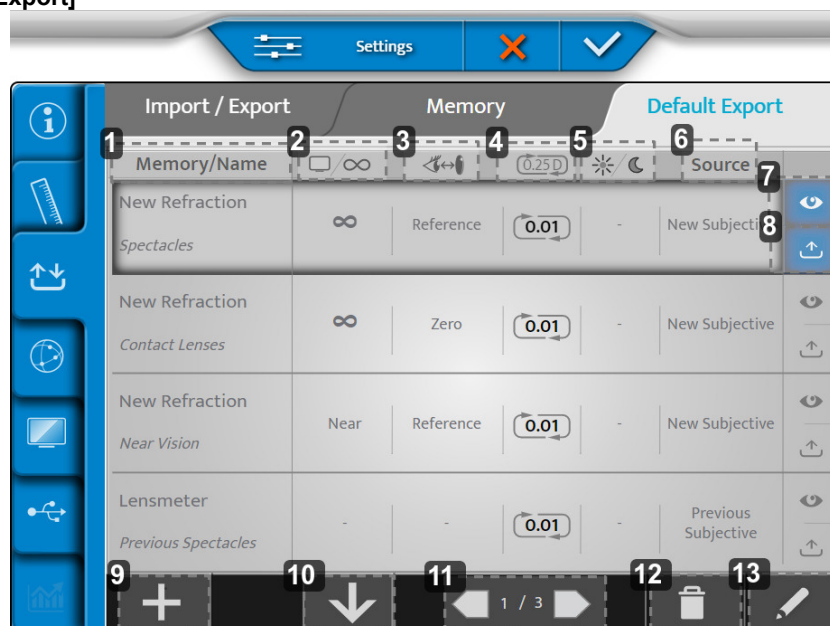 Export]
Settings
Import / Export
Memory
Default Export
1 2 3 4 5 6
Memory/Name 0.25 D Source
7
New Refraction
Spectacles
∞ Reference 0.01 - New Subjecti
8
New Refraction
Contact Lenses
∞ Zero 0.01 - New Subjective
New Refraction
Near Vision
Near Reference 0.01 - New Subjective
Lensmeter
Previous Spectacles
- - 0.01 - Previous
Subjective
9 10 11 12 13
1 / 3